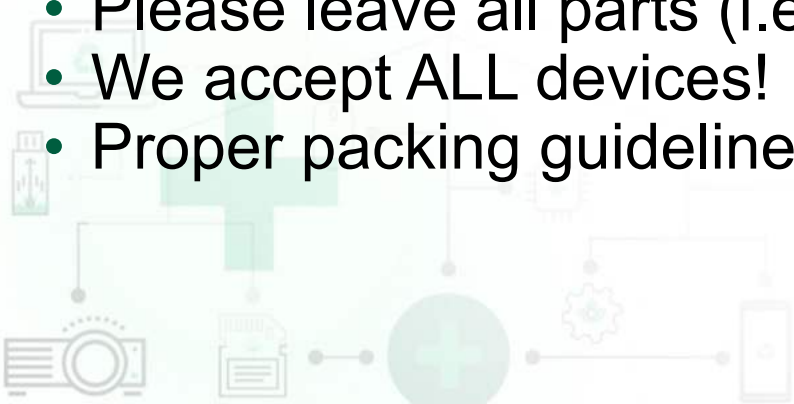 • Please leave all parts (i.e
• We accept ALL devices!
• Proper packing guideline